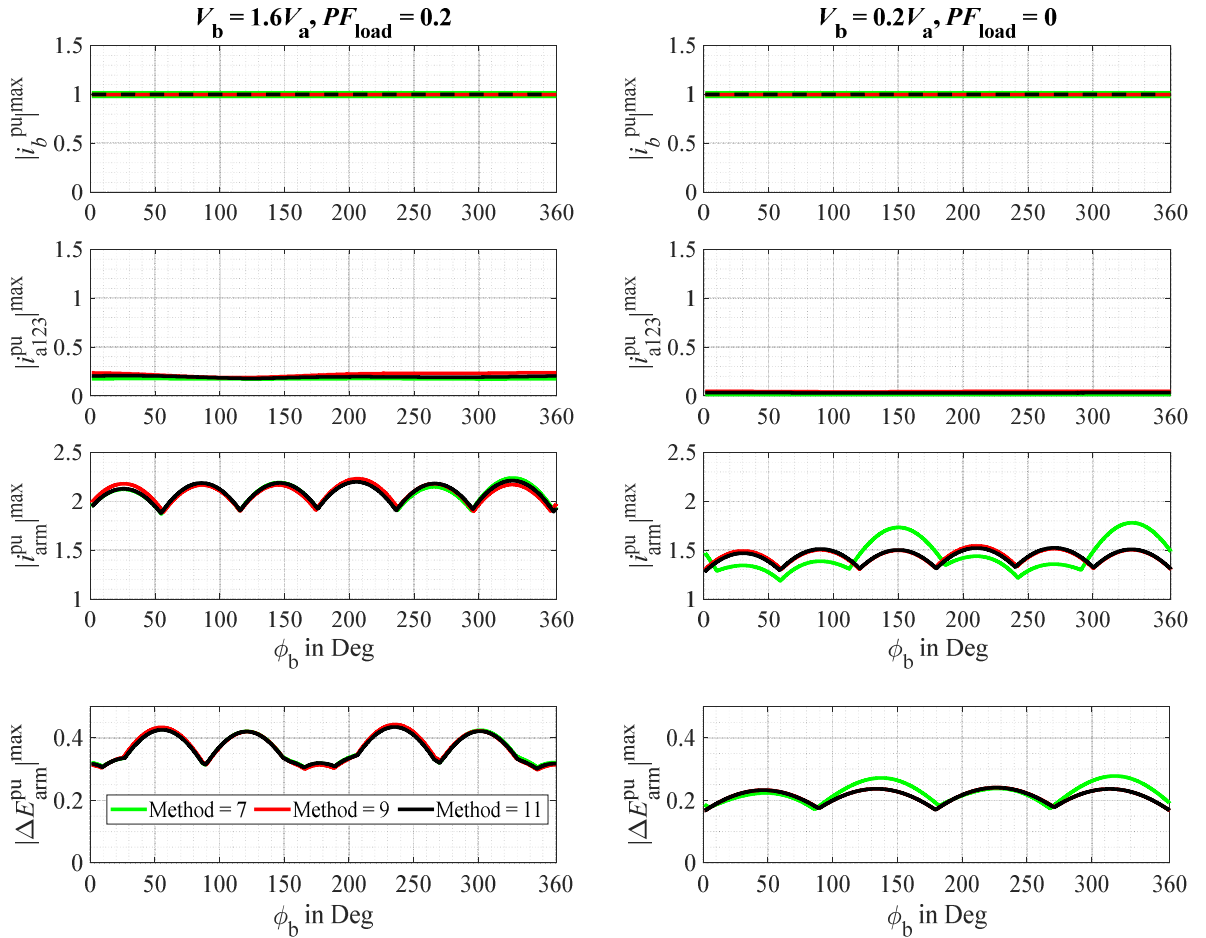 V_b = 1.6V_a, PF_load = 0.2
|i_b^pu|^max
1.5
1
0.5
0
0 50 100 150 200 250 300 360
|i_a123^pu|^max
1.5
1
0.5
0
0 50 100 150 200 250 300 360
|i_arm^pu|^max
2.5
2
1.5
1
0 50 100 150 200 250 300 360
ϕ_b in Deg
|ΔE_arm^pu|^max
0.4
0.2
0
Method = 7 Method = 9 Method = 11
0 50 100 150 200 250 300 360
ϕ_b in Deg
V_b = 0.2V_a, PF_load = 0
|i_b^pu|^max
1.5
1
0.5
0
0 50 100 150 200 250 300 360
|i_a123^pu|^max
1.5
1
0.5
0
0 50 100 150 200 250 300 360
|i_arm^pu|^max
2.5
2
1.5
1
0 50 100 150 200 250 300 360
ϕ_b in Deg
|ΔE_arm^pu|^max
0.4
0.2
0
0 50 100 150 200 250 300 360
ϕ_b in Deg